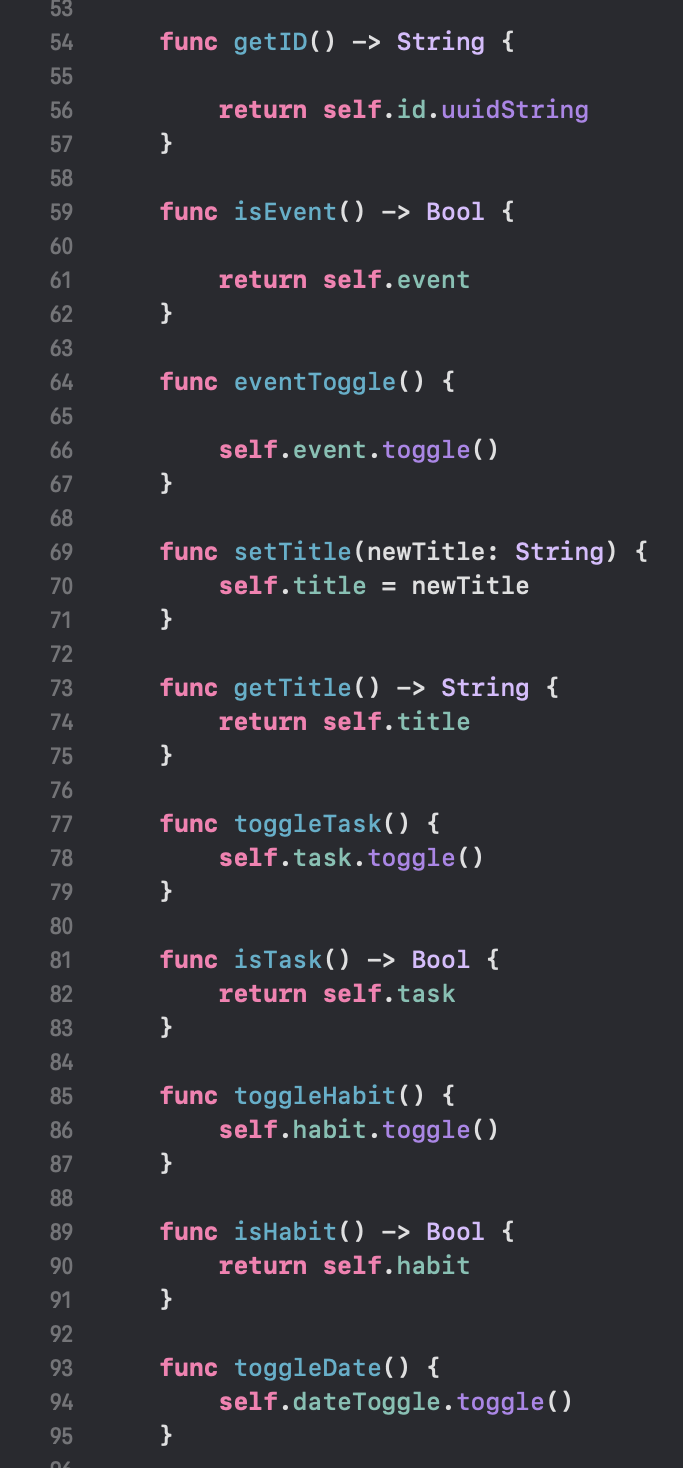 53
54 func getID() -> String {
55
56 return self.id.uuidString
57 }
58
59 func isEvent() -> Bool {
60
61 return self.event
62 }
63
64 func eventToggle() {
65
66 self.event.toggle()
67 }
68
69 func setTitle(newTitle: String) {
70 self.title = newTitle
71 }
72
73 func getTitle() -> String {
74 return self.title
75 }
76
77 func toggleTask() {
78 self.task.toggle()
79 }
80
81 func isTask() -> Bool {
82 return self.task
83 }
84
85 func toggleHabit() {
86 self.habit.toggle()
87 }
88
89 func isHabit() -> Bool {
90 return self.habit
91 }
92
93 func toggleDate() {
94 self.dateToggle.toggle()
95 }
96